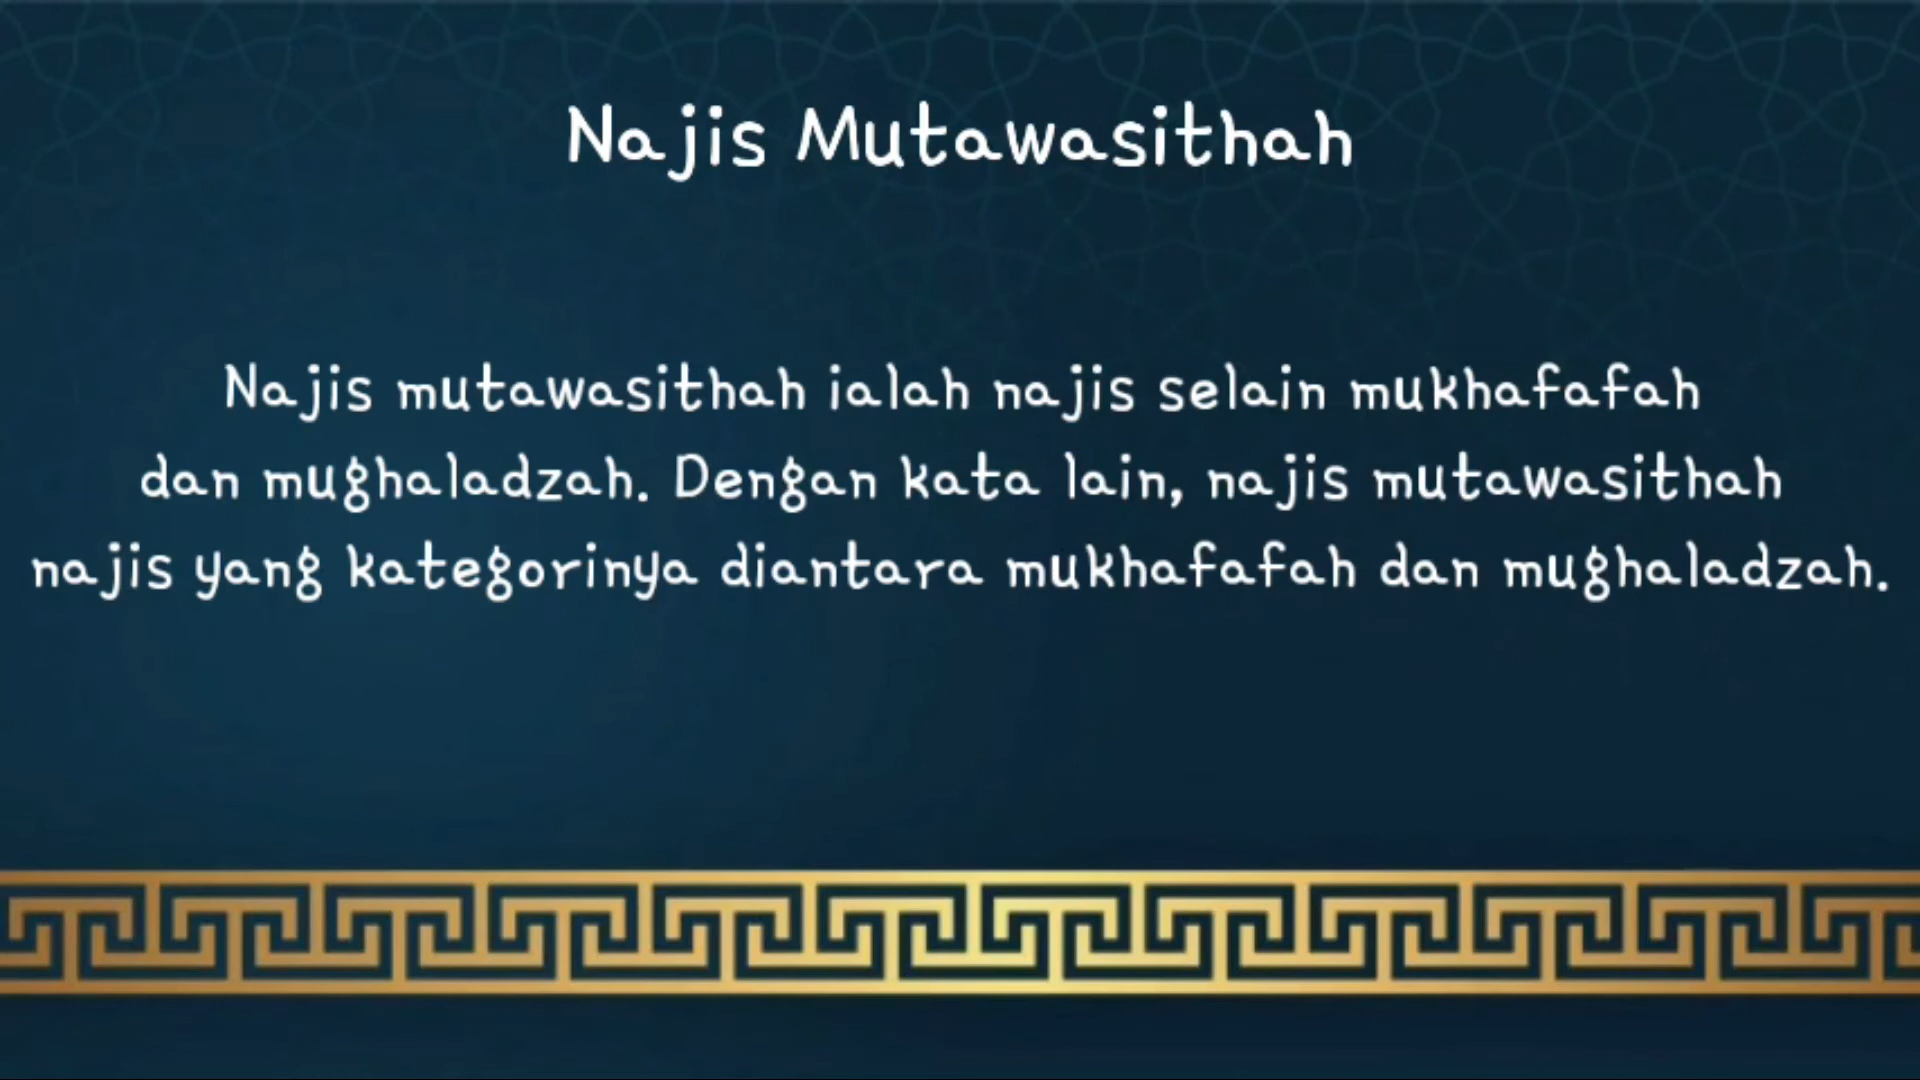 Najis Mutawasithah
Najis mutawasithah ialah najis selain mukhafafah
dan mughaladzah. Dengan kata lain, najis mutawasithah
najis yang kategorinya diantara mukhafafah dan mughaladzah.